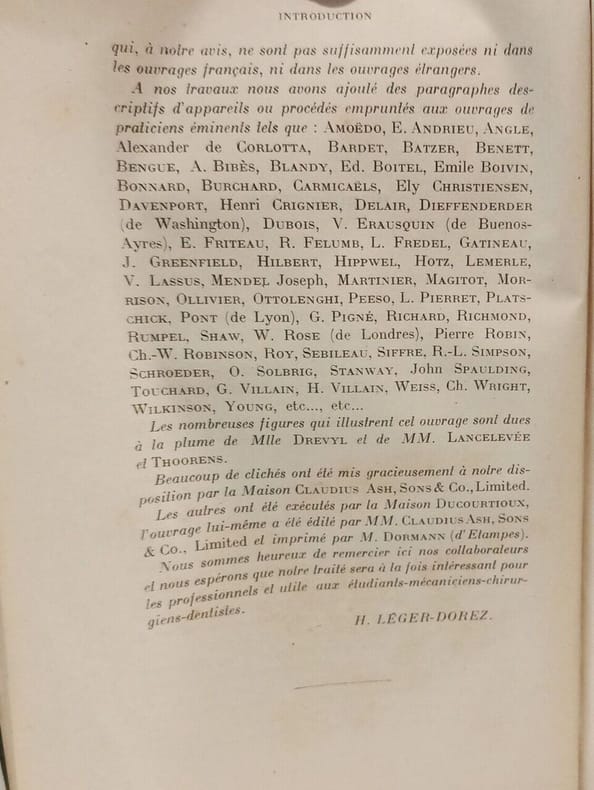 INTRODUCTION
qui, à notre avis, ne sont pas suffisamment exposées ni dans
les ouvrages français, ni dans les ouvrages étrangers.
A nos travaux nous avons ajouté des paragraphes des-
criptifs d'appareils ou procédés empruntés aux ouvrages de
praticiens éminents tels que : AMOËDO, E. ANDRIEU, ANGLE,
Alexander de CORLOTTA, BARDET, BATZER, BENETT,
BENGUE, A. BIBÈS, BLANDY, Ed. BOITEL, Emile BOIVIN,
BONNARD, BURCHARD, CARMICAËLS, Ely CHRISTIENSEN,
DAVENPORT, Henri CRIGNIER, DELAIR, DIEFFENDERDER
(de Washington), DUBOIS, V. ERAUSQUIN (de Buenos-
Ayres), E. FRITEAU, R. FELUMB, L. FREDEL, GATINEAU,
J. GREENFIELD, HILBERT, HIPPWEL, HOTZ, LEMERLE,
V. LASSUS, MENDEL Joseph, MARTINIER, MAGITOT, MOR-
RISON, OLLIVIER, OTTOLENGHI, PEESO, L. PIERRET, PLATS-
CHICK, PONT (de Lyon), G. PIGNÉ, RICHARD, RICHMOND,
RUMPEL, SHAW, W. ROSE (de Londres), Pierre ROBIN,
Ch.-W. ROBINSON, ROY, SEBILEAU, SIFFRE, R.-L. SIMPSON,
SCHROEDER, O. SOLBRIG, STANWAY, John SPAULDING,
TOUCHARD, G. VILLAIN, H. VILLAIN, WEISS, Ch. WRIGHT,
WILKINSON, YOUNG, etc..., etc...
Les nombreuses figures qui illustrent cet ouvrage sont dues
à la plume de Mlle DREVYL et de MM. LANCELEVÉE
et THOORENS.
Beaucoup de clichés ont été mis gracieusement à notre dis-
position par la Maison CLAUDIUS ASH, SONS & Co., Limited.
Les autres ont été exécutés par la Maison DUCOURTIOUX,
l'ouvrage lui-même a été édité par MM. CLAUDIUS ASH, SONS
& Co., Limited et imprimé par M. DORMANN (d'Etampes).
Nous sommes heureux de remercier ici nos collaborateurs
et nous espérons que notre traité sera à la fois intéressant pour
les professionnels et utile aux étudiants-mécaniciens-chirur-
giens-dentistes.
H. LÉGER-DOREZ.